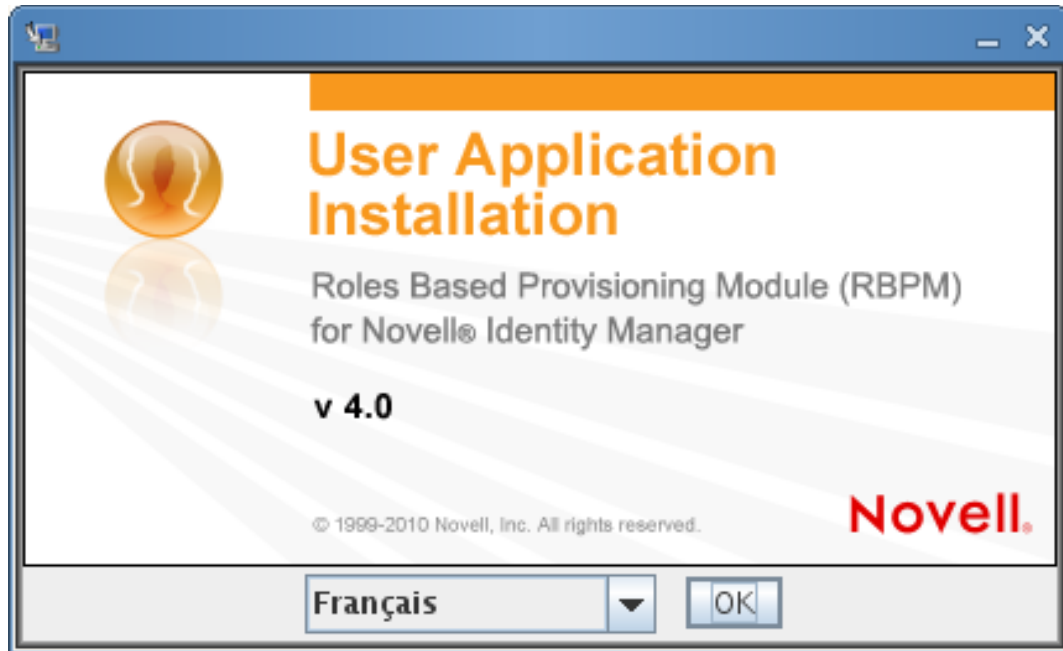 User Application
Installation
Roles Based Provisioning Module (RBPM)
for Novell® Identity Manager
v 4.0
© 1999-2010 Novell, Inc. All rights reserved.
Novell®
Français
OK